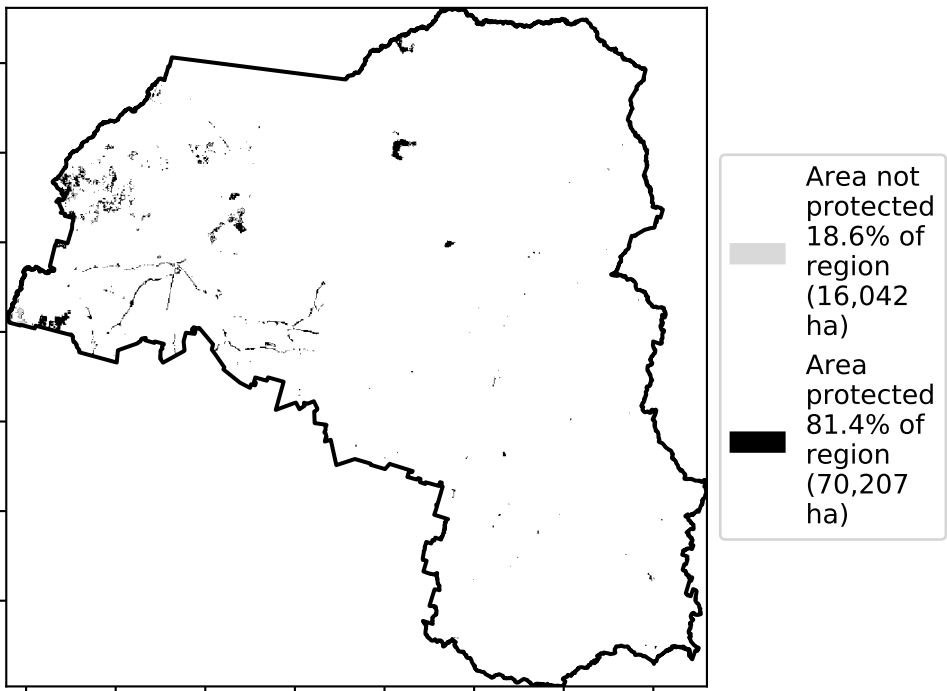 Area not
protected
18.6% of
region
(16,042
ha)
Area
protected
81.4% of
region
(70,207
ha)